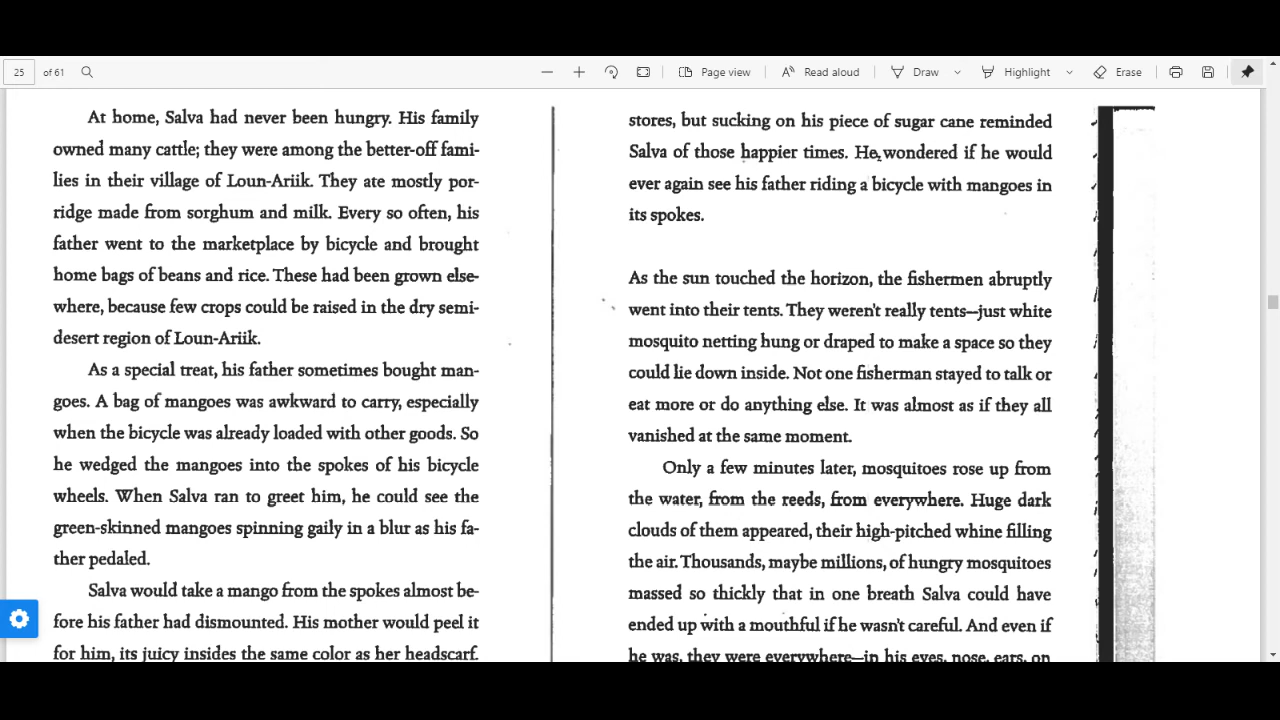 25 of 61
Page view
Read aloud
Draw
Highlight
Erase
At home, Salva had never been hungry. His family
owned many cattle; they were among the better-off fami-
lies in their village of Loun-Ariik. They ate mostly por-
ridge made from sorghum and milk. Every so often, his
father went to the marketplace by bicycle and brought
home bags of beans and rice. These had been grown else-
where, because few crops could be raised in the dry semi-
desert region of Loun-Ariik.
As a special treat, his father sometimes bought man-
goes. A bag of mangoes was awkward to carry, especially
when the bicycle was already loaded with other goods. So
he wedged the mangoes into the spokes of his bicycle
wheels. When Salva ran to greet him, he could see the
green-skinned mangoes spinning gaily in a blur as his fa-
ther pedaled.
Salva would take a mango from the spokes almost be-
fore his father had dismounted. His mother would peel it
for him, its juicy insides the same color as her headscarf.
stores, but sucking on his piece of sugar cane reminded
Salva of those happier times. He wondered if he would
ever again see his father riding a bicycle with mangoes in
its spokes.
As the sun touched the horizon, the fishermen abruptly
went into their tents. They weren't really tents—just white
mosquito netting hung or draped to make a space so they
could lie down inside. Not one fisherman stayed to talk or
eat more or do anything else. It was almost as if they all
vanished at the same moment.
Only a few minutes later, mosquitoes rose up from
the water, from the reeds, from everywhere. Huge dark
clouds of them appeared, their high-pitched whine filling
the air. Thousands, maybe millions, of hungry mosquitoes
massed so thickly that in one breath Salva could have
ended up with a mouthful if he wasn't careful. And even if
he was, they were everywhere—in his eyes, nose, ears, on